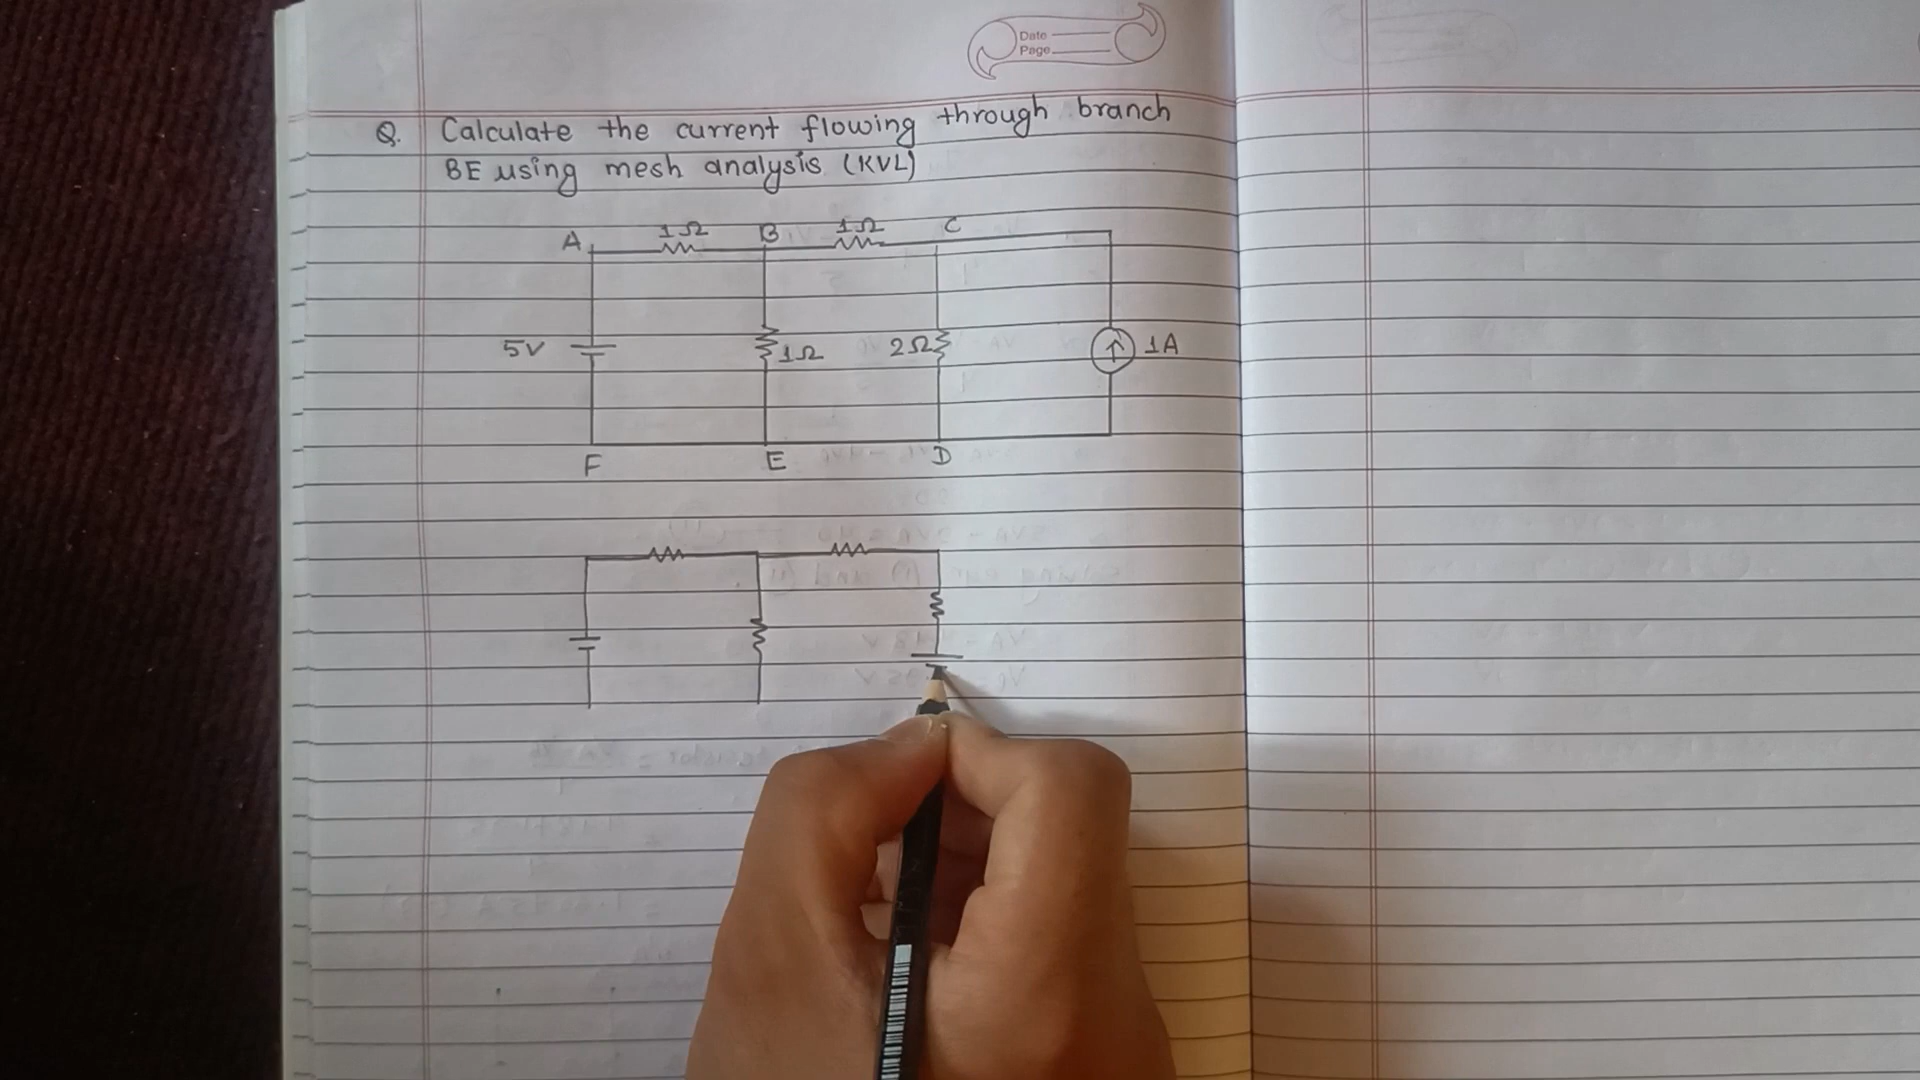 Date
Page
Q. Calculate the current flowing through branch
BE using mesh analysis (KVL)
A 1Ω B 1Ω C
5V 1Ω 2Ω 1A
F E D